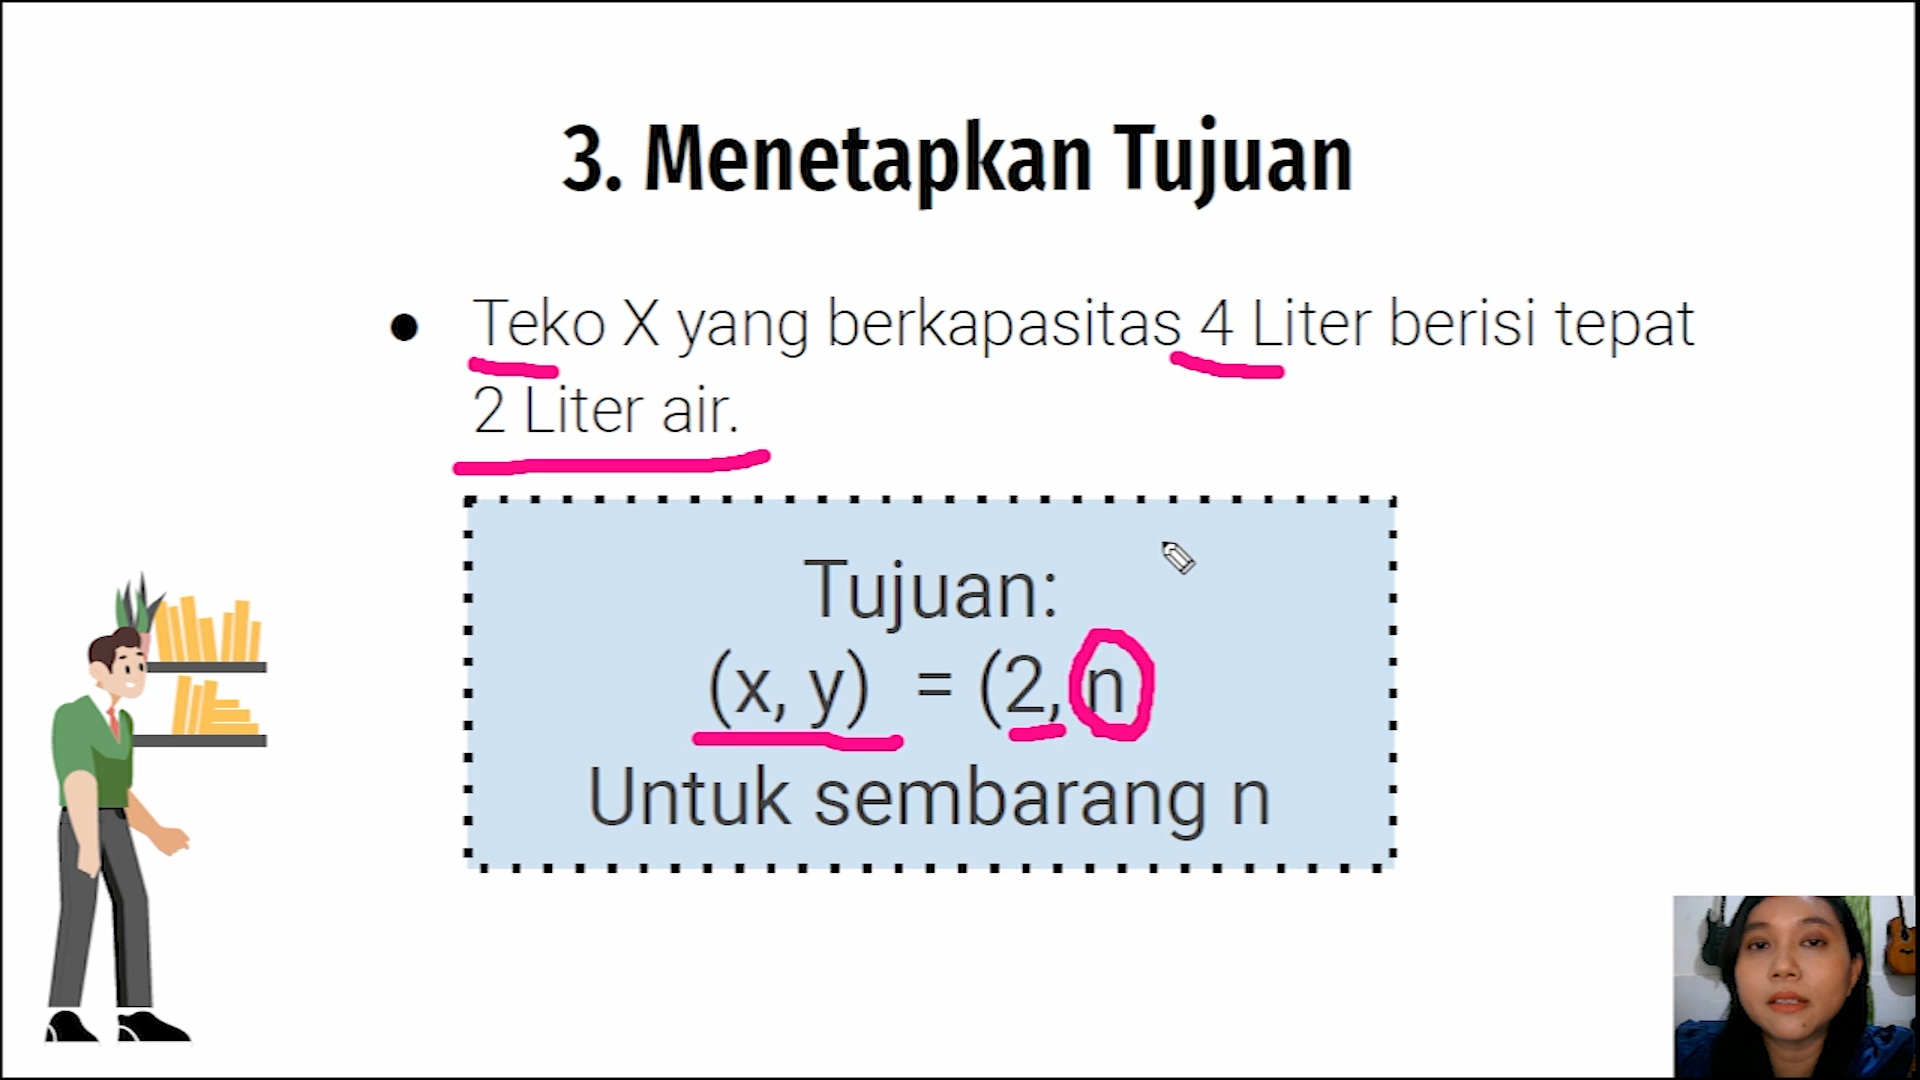 3. Menetapkan Tujuan
● Teko X yang berkapasitas 4 Liter berisi tepat
2 Liter air.
Tujuan:
(x, y) = (2, n
Untuk sembarang n